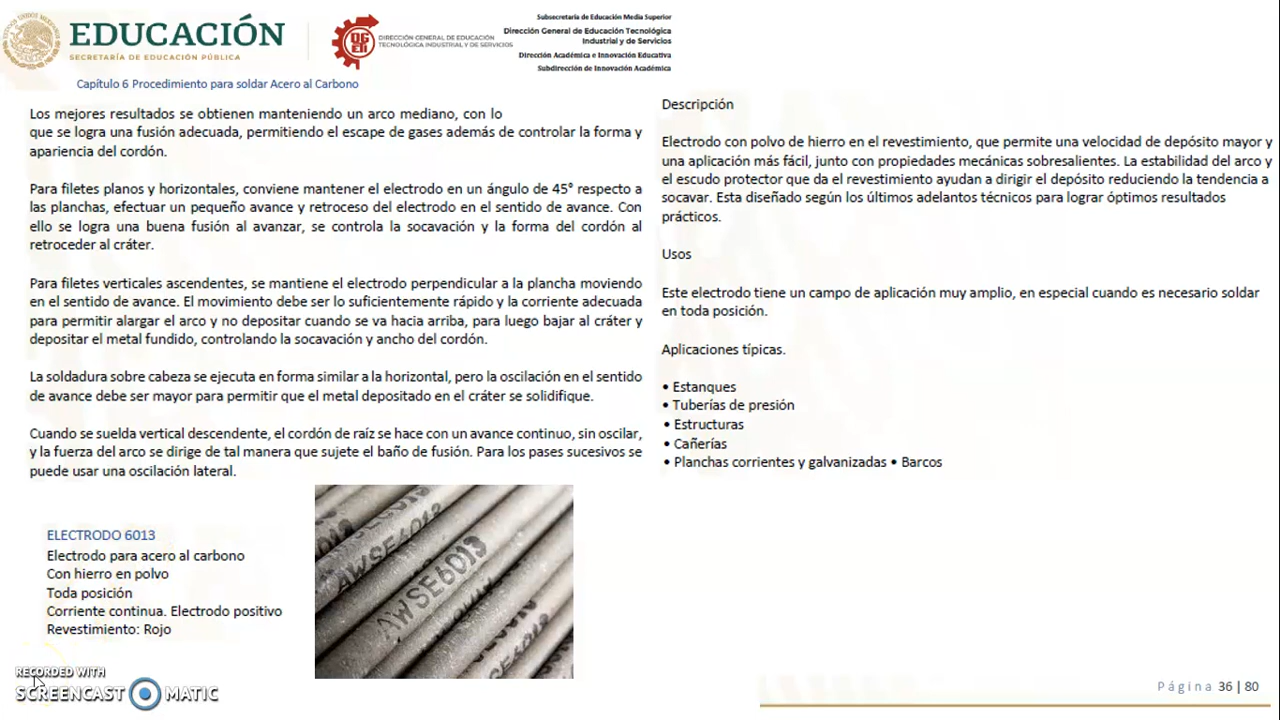 EDUCACIÓN
SECRETARÍA DE EDUCACIÓN PÚBLICA
DIRECCIÓN GENERAL DE EDUCACIÓN
TECNOLÓGICA INDUSTRIAL Y DE SERVICIOS
Subsecretaría de Educación Media Superior
Dirección General de Educación Tecnológica
Industrial y de Servicios
Dirección Académica e Innovación Educativa
Subdirección de Innovación Académica
Capítulo 6 Procedimiento para soldar Acero al Carbono
Los mejores resultados se obtienen manteniendo un arco mediano, con lo
que se logra una fusión adecuada, permitiendo el escape de gases además de controlar la forma y
apariencia del cordón.
Para filetes planos y horizontales, conviene mantener el electrodo en un ángulo de 45° respecto a
las planchas, efectuar un pequeño avance y retroceso del electrodo en el sentido de avance. Con
ello se logra una buena fusión al avanzar, se controla la socavación y la forma del cordón al
retroceder al cráter.
Para filetes verticales ascendentes, se mantiene el electrodo perpendicular a la plancha moviendo
en el sentido de avance. El movimiento debe ser lo suficientemente rápido y la corriente adecuada
para permitir alargar el arco y no depositar cuando se va hacia arriba, para luego bajar al cráter y
depositar el metal fundido, controlando la socavación y ancho del cordón.
La soldadura sobre cabeza se ejecuta en forma similar a la horizontal, pero la oscilación en el sentido
de avance debe ser mayor para permitir que el metal depositado en el cráter se solidifique.
Cuando se suelda vertical descendente, el cordón de raíz se hace con un avance continuo, sin oscilar,
y la fuerza del arco se dirige de tal manera que sujete el baño de fusión. Para los pases sucesivos se
puede usar una oscilación lateral.
ELECTRODO 6013
Electrodo para acero al carbono
Con hierro en polvo
Toda posición
Corriente continua. Electrodo positivo
Revestimiento: Rojo
AWSE6013
AWSE6013
Descripción
Electrodo con polvo de hierro en el revestimiento, que permite una velocidad de depósito mayor y
una aplicación más fácil, junto con propiedades mecánicas sobresalientes. La estabilidad del arco y
el escudo protector que da el revestimiento ayudan a dirigir el depósito reduciendo la tendencia a
socavar. Esta diseñado según los últimos adelantos técnicos para lograr óptimos resultados
prácticos.
Usos
Este electrodo tiene un campo de aplicación muy amplio, en especial cuando es necesario soldar
en toda posición.
Aplicaciones típicas.
• Estanques
• Tuberías de presión
• Estructuras
• Cañerías
• Planchas corrientes y galvanizadas • Barcos
RECORDED WITH
SCREENCAST MATIC
Página 36 | 80